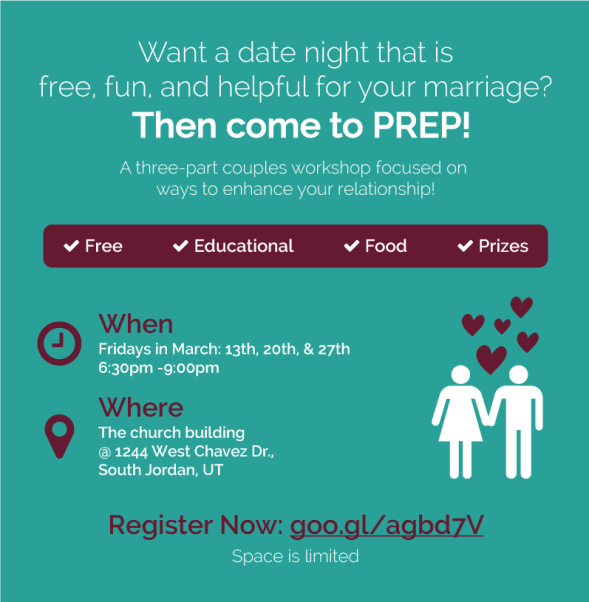 Want a date night that is
free, fun, and helpful for your marriage?
Then come to PREP!
A three-part couples workshop focused on
ways to enhance your relationship!
✔ Free ✔ Educational ✔ Food ✔ Prizes
When
Fridays in March: 13th, 20th, & 27th
6:30pm -9:00pm
Where
The church building
@ 1244 West Chavez Dr.,
South Jordan, UT
Register Now: goo.gl/agbd7V
Space is limited